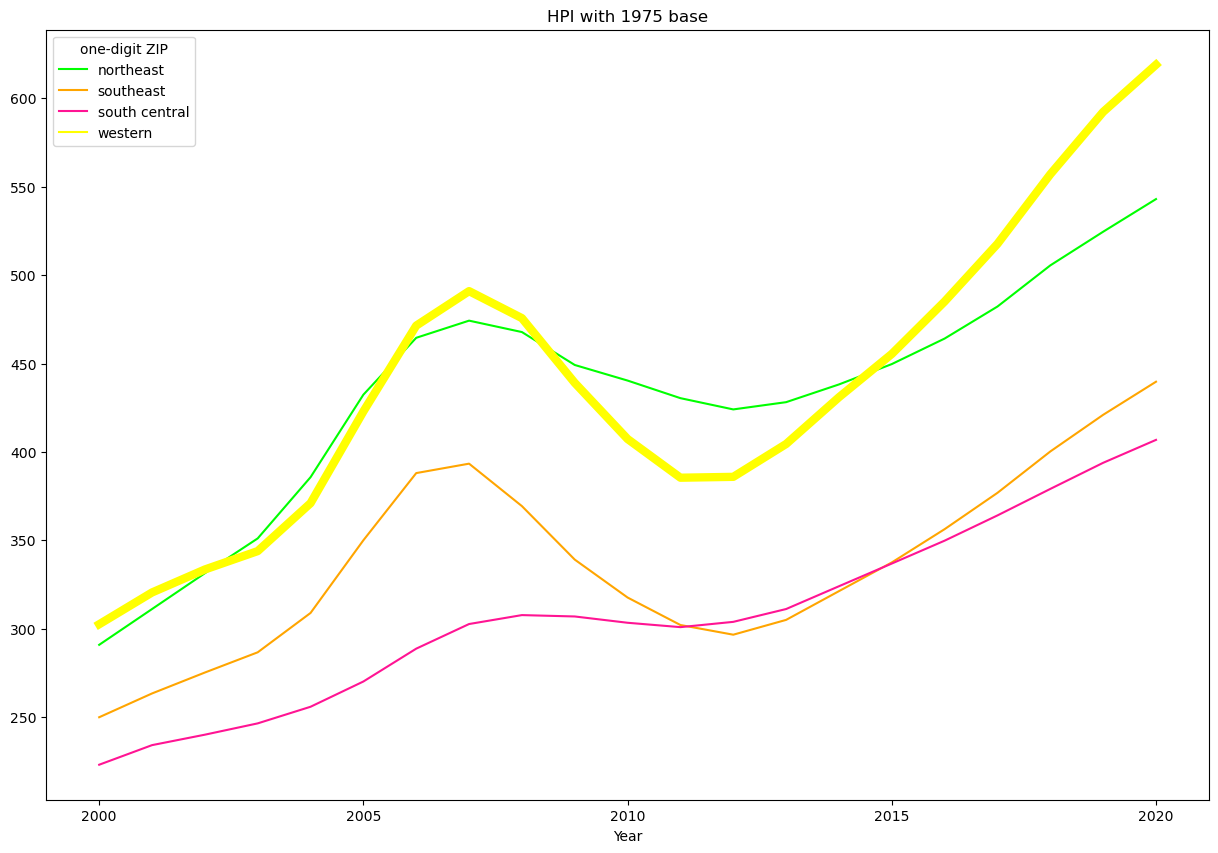 HPI with 1975 base
one-digit ZIP
northeast
southeast
south central
western
600
550
500
450
400
350
300
250
2000 2005 2010 2015 2020
Year